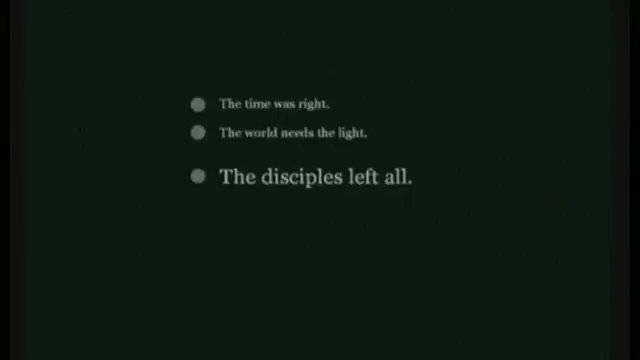 The time was right.
The world needs the light.
The disciples left all.